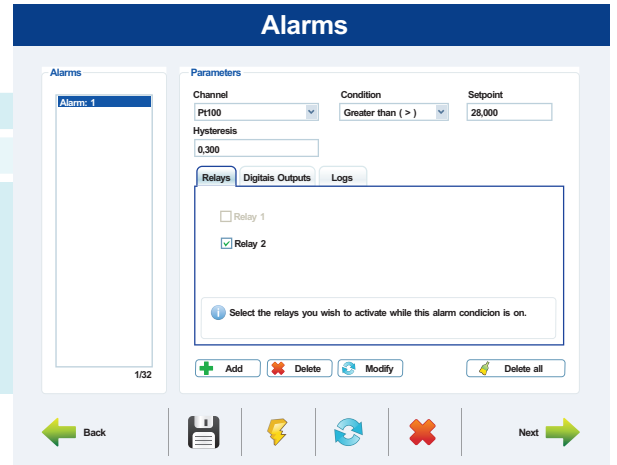 Alarms
Alarms
Alarm: 1
1/32
Parameters
Channel Condition Setpoint
Pt100 Greater than ( > ) 28,000
Hysteresis
0,300
Relays Digitais Outputs Logs
Relay 1
Relay 2
Select the relays you wish to activate while this alarm condicion is on.
Add Delete Modify Delete all
Back Next